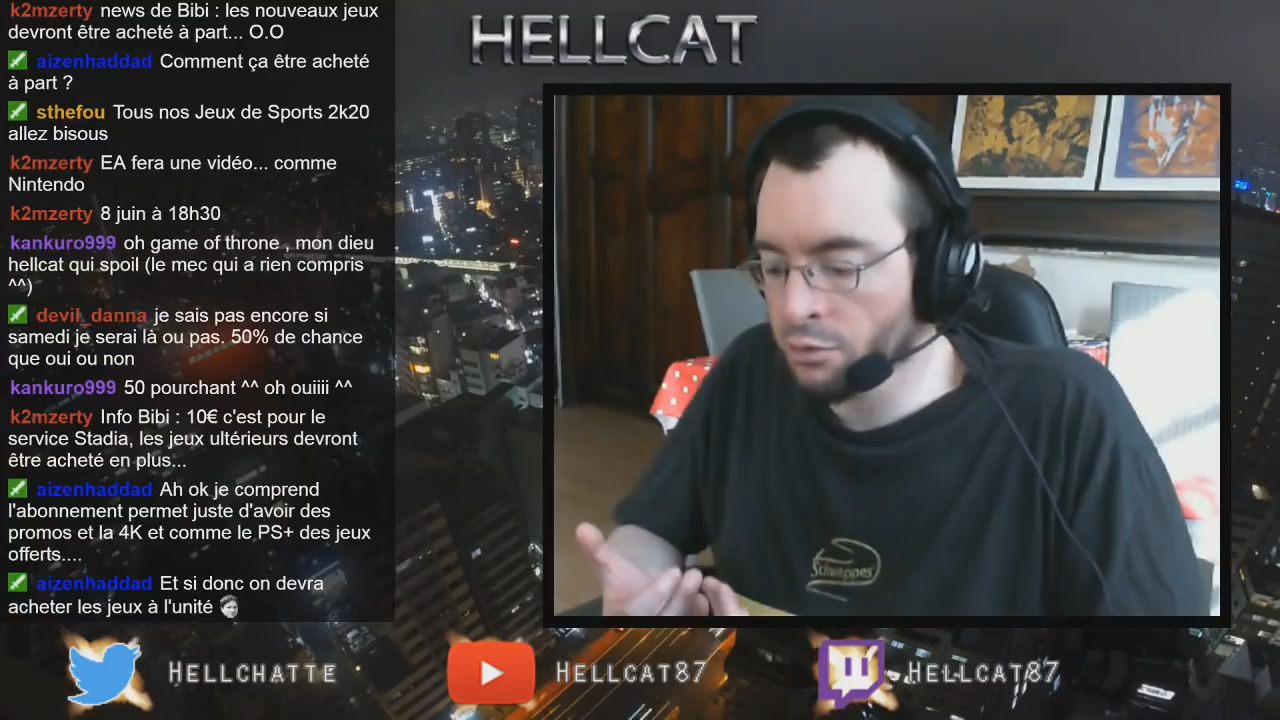 k2mzerty news de Bibi : les nouveaux jeux
devront être acheté à part... O.O
aizenhaddad Comment ça être acheté
à part ?
sthefou Tous nos Jeux de Sports 2k20
allez bisous
k2mzerty EA fera une vidéo... comme
Nintendo
k2mzerty 8 juin à 18h30
kankuro999 oh game of throne , mon dieu
hellcat qui spoil (le mec qui a rien compris
^^)
devil_danna je sais pas encore si
samedi je serai là ou pas. 50% de chance
que oui ou non
kankuro999 50 pourchant ^^ oh ouiiii ^^
k2mzerty Info Bibi : 10€ c'est pour le
service Stadia, les jeux ultérieurs devront
être acheté en plus...
aizenhaddad Ah ok je comprend
l'abonnement permet juste d'avoir des
promos et la 4K et comme le PS+ des jeux
offerts....
aizenhaddad Et si donc on devra
acheter les jeux à l'unité
HELLCAT
Schweppes
HELLCHATTE
HELLCAT87
HELLCAT87